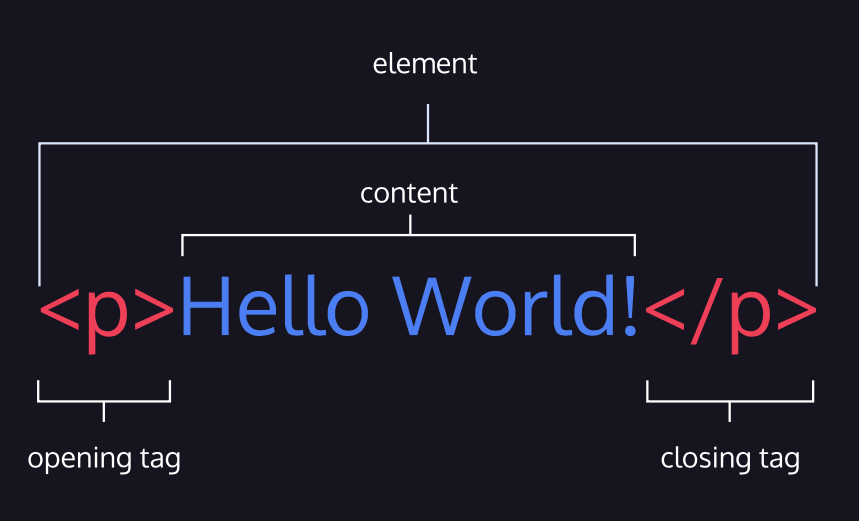 element
content
<p>Hello World!</p>
opening tag
closing tag